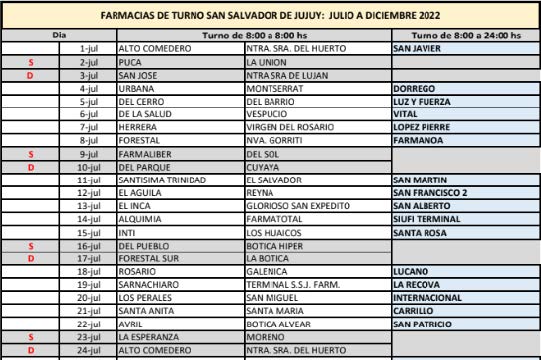 FARMACIAS DE TURNO SAN SALVADOR DE JUJUY: JULIO A DICIEMBRE 2022
Dia Turno de 8:00 a 8:00 hs Turno de 8:00 a 24:00 hs
1-jul ALTO COMEDERO NTRA. SRA. DEL HUERTO SAN JAVIER
S 2-jul PUCA LA UNION
D 3-jul SAN JOSE NTRA SRA DE LUJAN
4-jul URBANA MONTSERRAT DORREGO
5-jul DEL CERRO DEL BARRIO LUZ Y FUERZA
6-jul DE LA SALUD VESPUCIO VITAL
7-jul HERRERA VIRGEN DEL ROSARIO LOPEZ PIERRE
8-jul FORESTAL NVA. GORRITI FARMANOA
S 9-jul FARMALIBER DEL SOL
D 10-jul DEL PARQUE CUYAYA
11-jul SANTISIMA TRINIDAD EL SALVADOR SAN MARTIN
12-jul EL AGUILA REYNA SAN FRANCISCO 2
13-jul EL INCA GLORIOSO SAN EXPEDITO SAN ALBERTO
14-jul ALQUIMIA FARMATOTAL SIUFI TERMINAL
15-jul INTI LOS HUAICOS SANTA ROSA
S 16-jul DEL PUEBLO BOTICA HIPER
D 17-jul FORESTAL SUR LA BOTICA
18-jul ROSARIO GALENICA LUCANO
19-jul SARNACHIARO TERMINAL S.S.J. FARM. LA RECOVA
20-jul LOS PERALES SAN MIGUEL INTERNACIONAL
21-jul SANTA ANITA SANTA MARIA CARRILLO
22-jul AVRIL BOTICA ALVEAR SAN PATRICIO
S 23-jul LA ESPERANZA MORENO
D 24-jul ALTO COMEDERO NTRA. SRA. DEL HUERTO